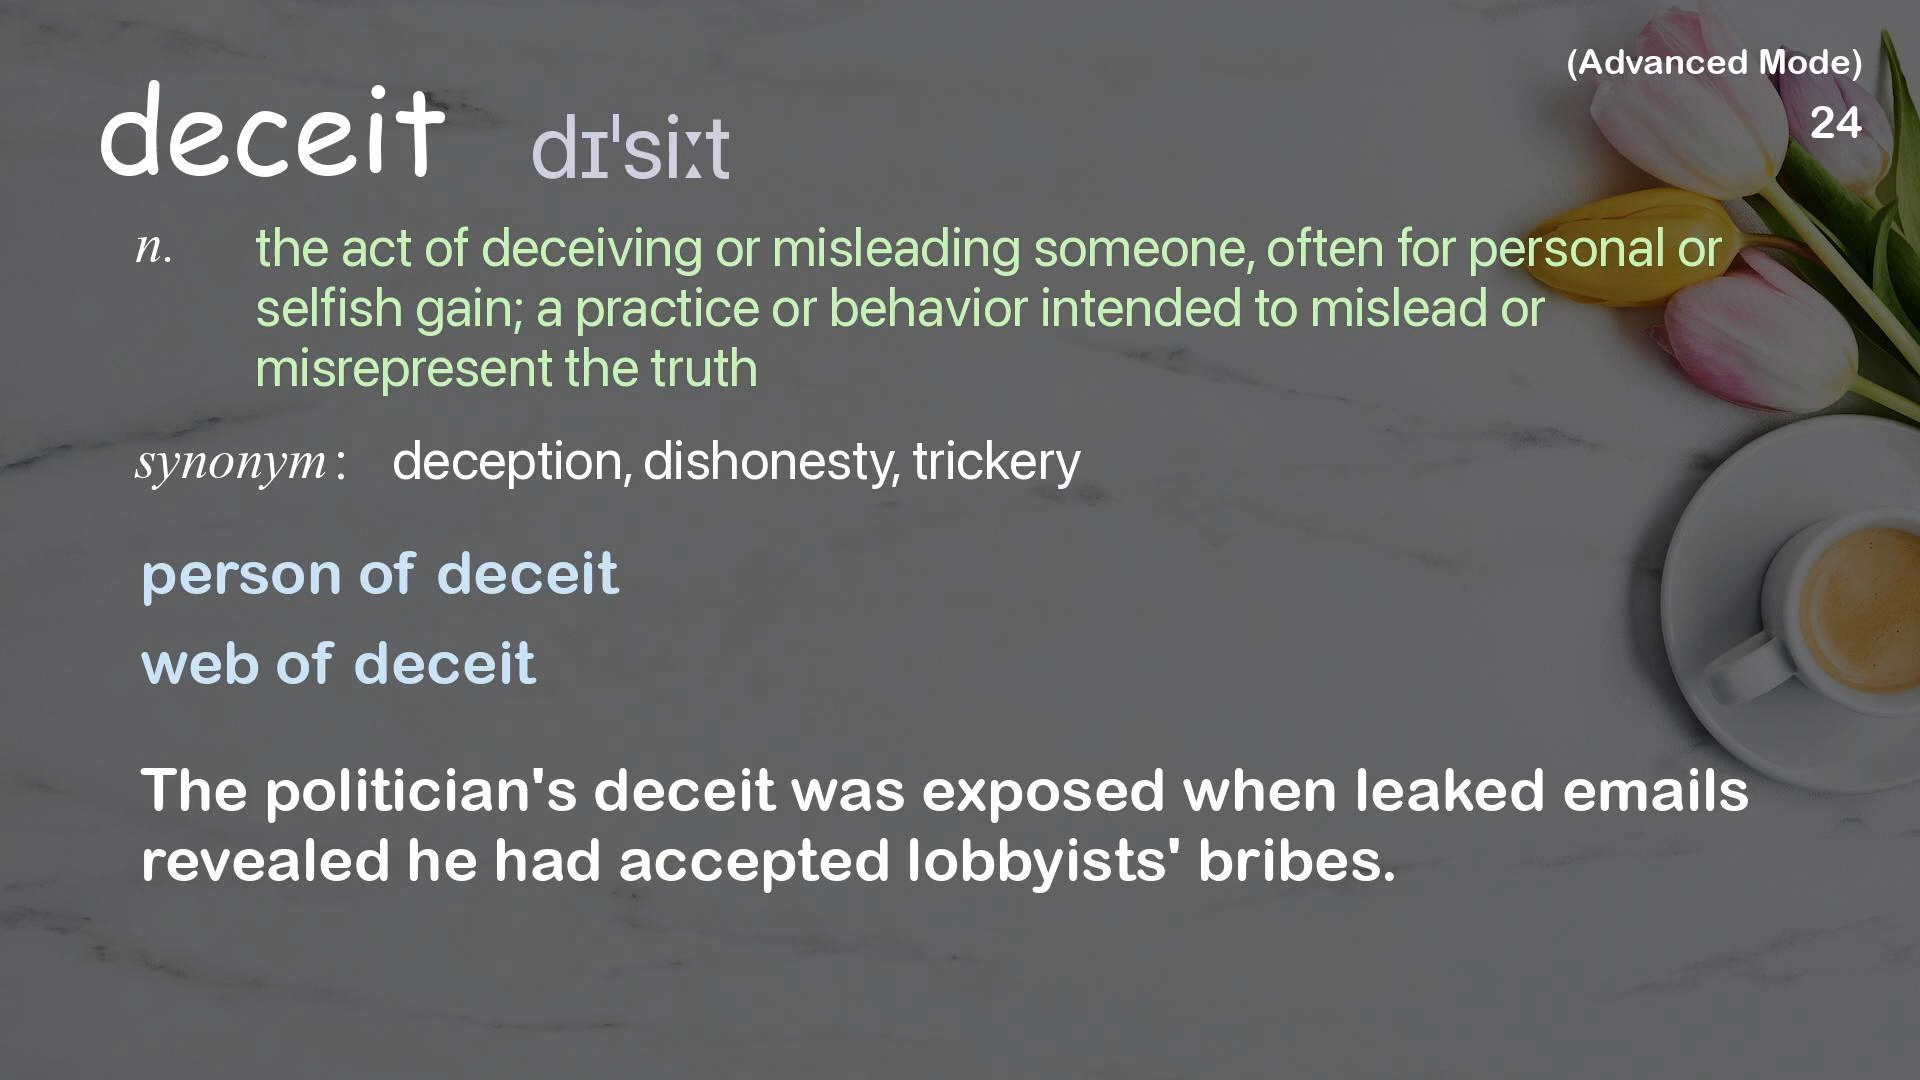 (Advanced Mode)
deceit dɪˈsiːt
24
n. the act of deceiving or misleading someone, often for personal or
selfish gain; a practice or behavior intended to mislead or
misrepresent the truth
synonym: deception, dishonesty, trickery
person of deceit
web of deceit
The politician's deceit was exposed when leaked emails
revealed he had accepted lobbyists' bribes.